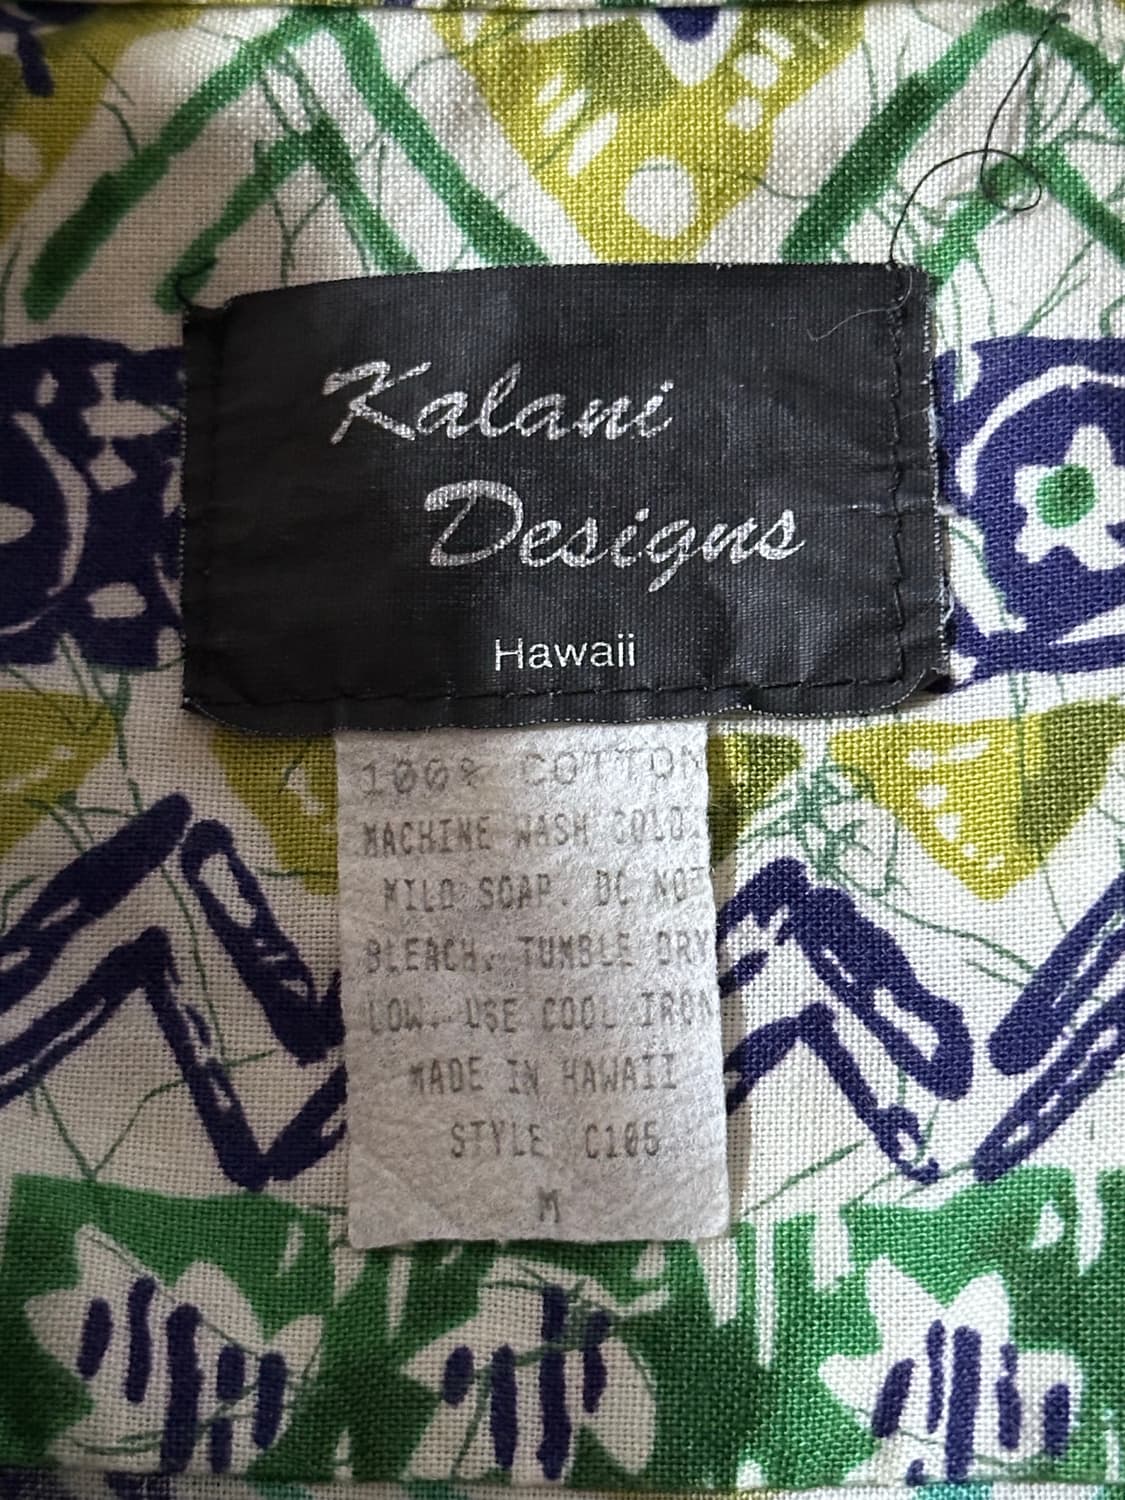 Kalani
Designs
Hawaii
100% COTTON
MACHINE WASH COLD.
MILD SOAP. DO NOT
BLEACH. TUMBLE DRY
LOW. USE COOL IRON
MADE IN HAWAII
STYLE C105
M